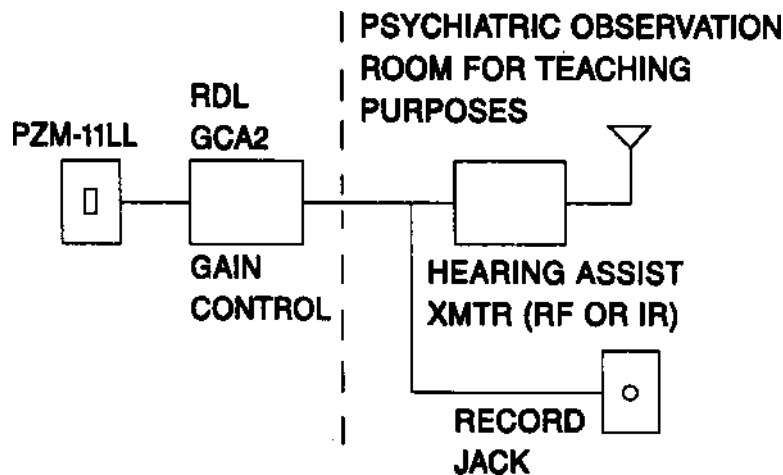 PSYCHIATRIC OBSERVATION
ROOM FOR TEACHING
PURPOSES
RDL
GCA2
PZM-11LL
GAIN
CONTROL
HEARING ASSIST
XMTR (RF OR IR)
RECORD
JACK